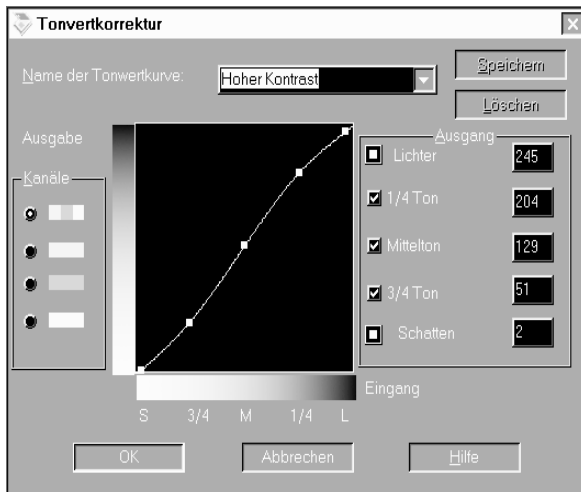 Tonvertkorrektur
Name der Tonwertkurve: Hoher Kontrast
Speichern
Löschen
Ausgabe
Kanäle
Ausgang
Lichter 245
1/4 Ton 204
Mittelton 129
3/4 Ton 51
Schatten 2
Eingang
S 3/4 M 1/4 L
OK Abbrechen Hilfe